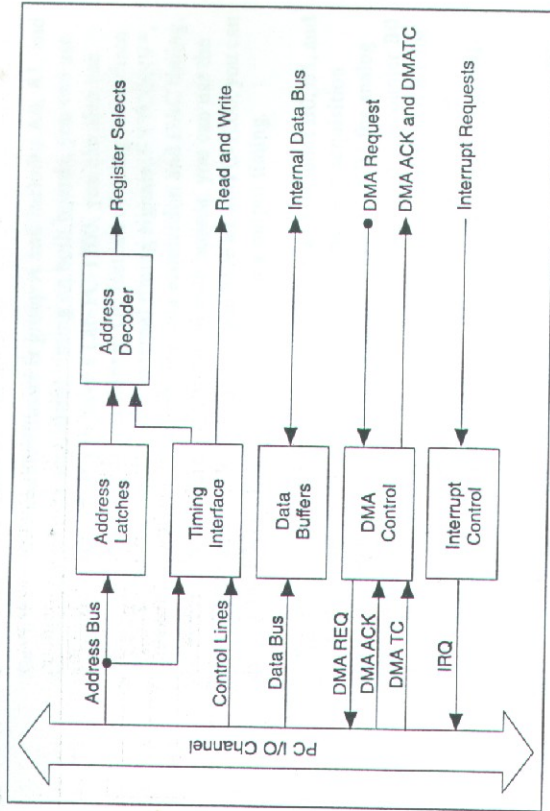 PC I/O Channel
Address Bus
Control Lines
Data Bus
DMA REQ
DMA ACK
DMA TC
IRQ
Address
Latches
Timing
Interface
Data
Buffers
DMA
Control
Interrupt
Control
Address
Decoder
Register Selects
Read and Write
Internal Data Bus
DMA Request
DMA ACK and DMATC
Interrupt Requests